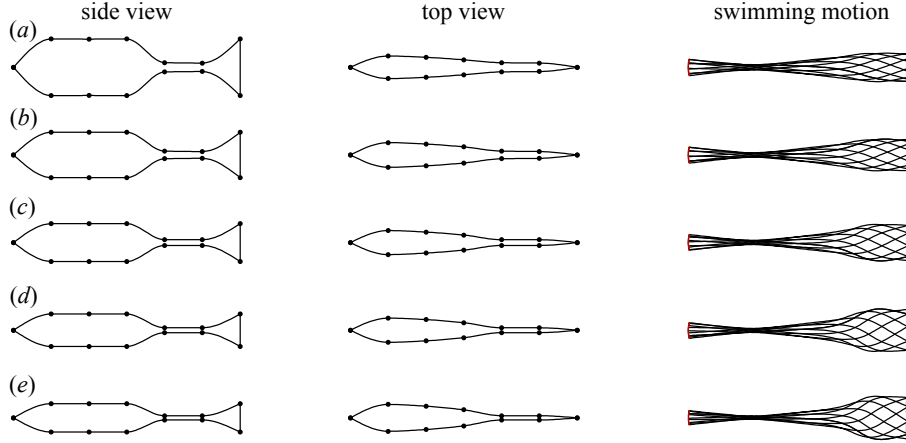 side view top view swimming motion
(a)
(b)
(c)
(d)
(e)